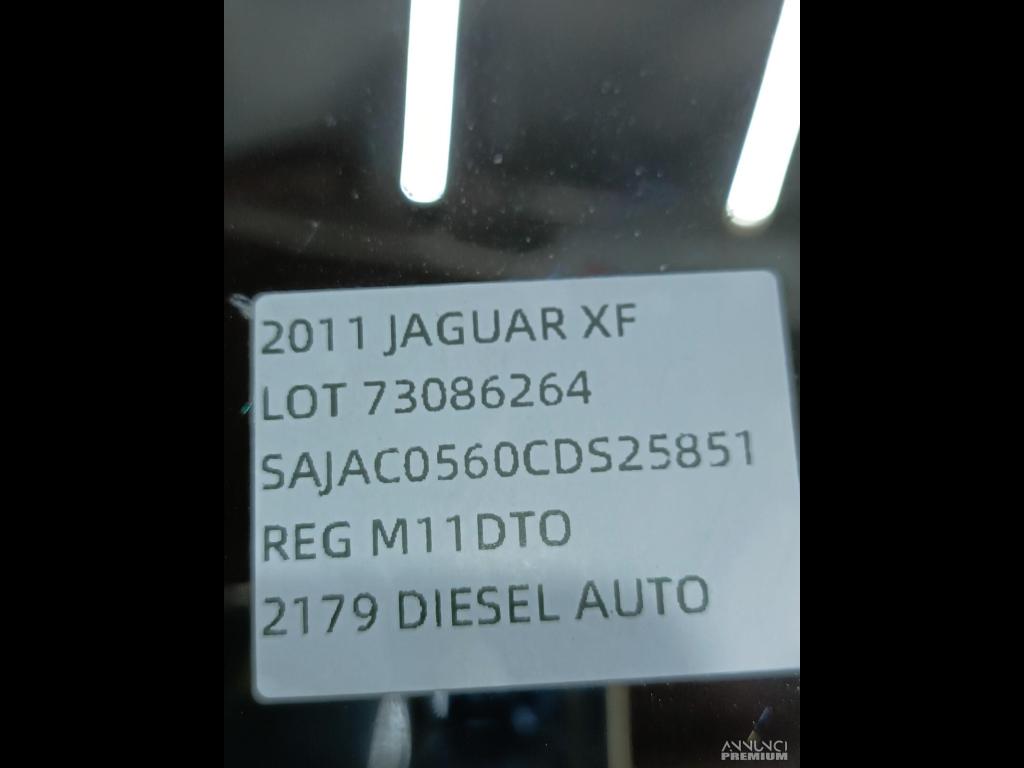 2011 JAGUAR XF
LOT 73086264
SAJAC0560CDS25851
REG M11DTO
2179 DIESEL AUTO
ANNUNCI
PREMIUM